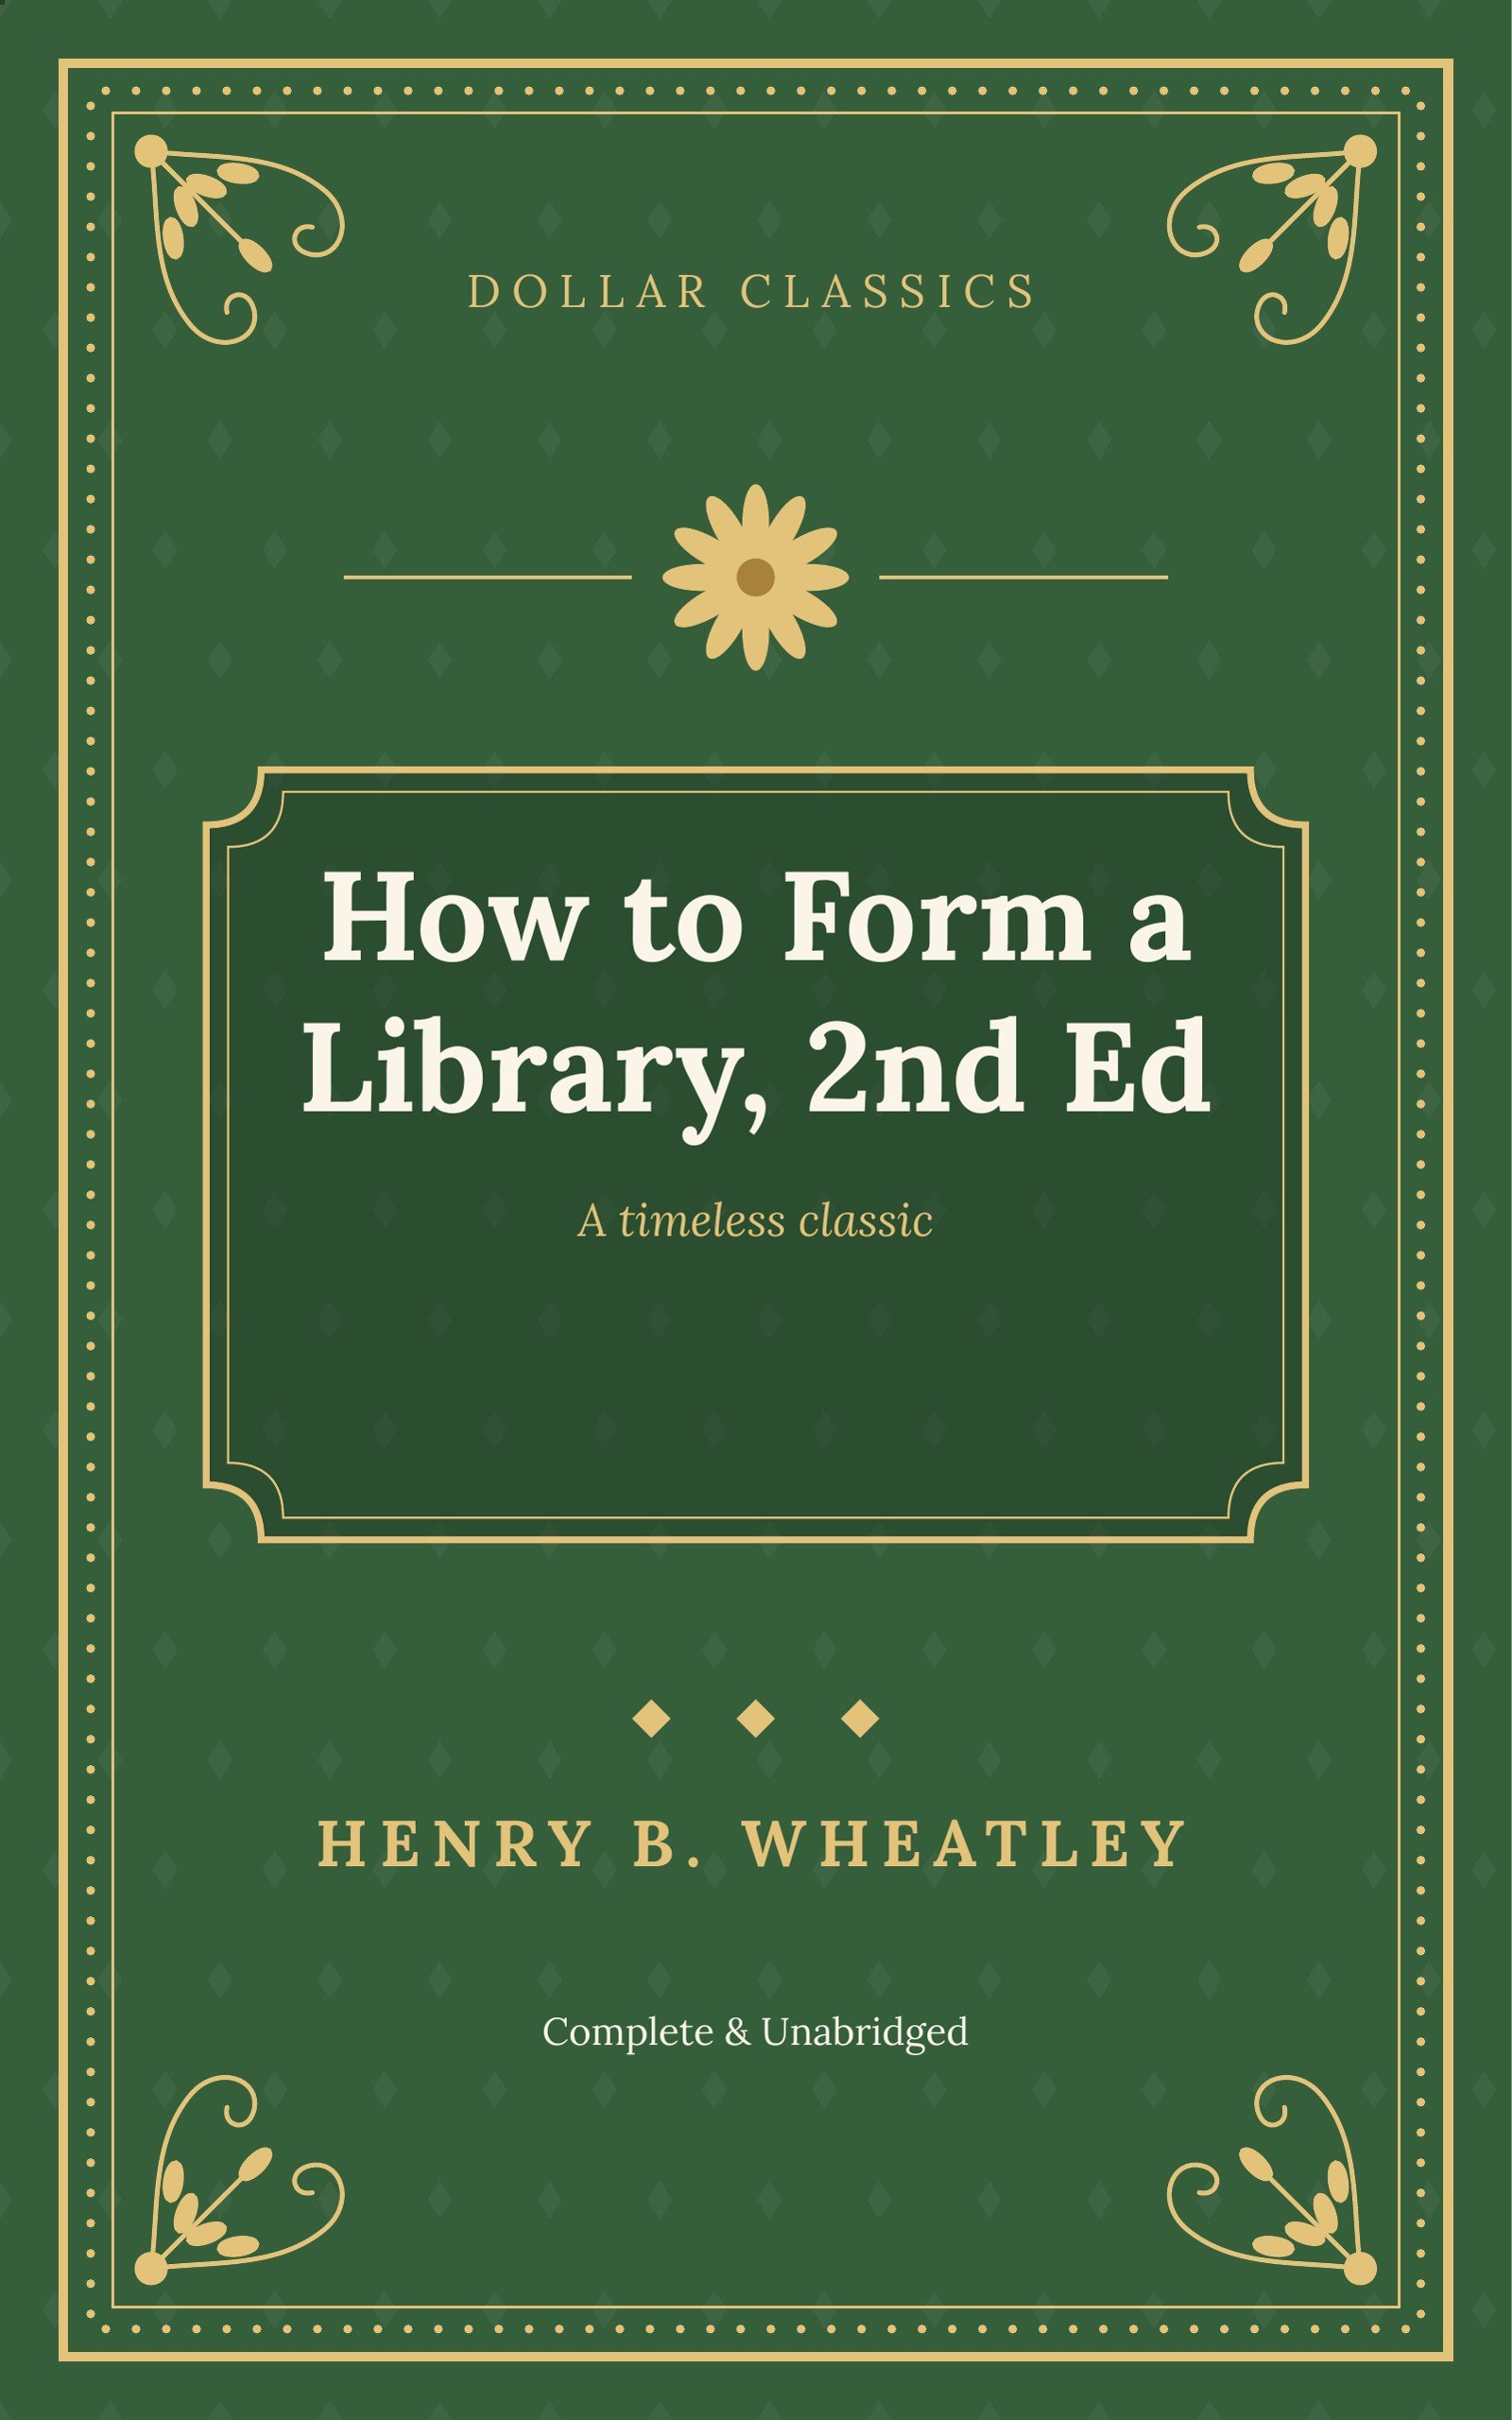 DOLLAR CLASSICS
How to Form a
Library, 2nd Ed
A timeless classic
HENRY B. WHEATLEY
Complete & Unabridged